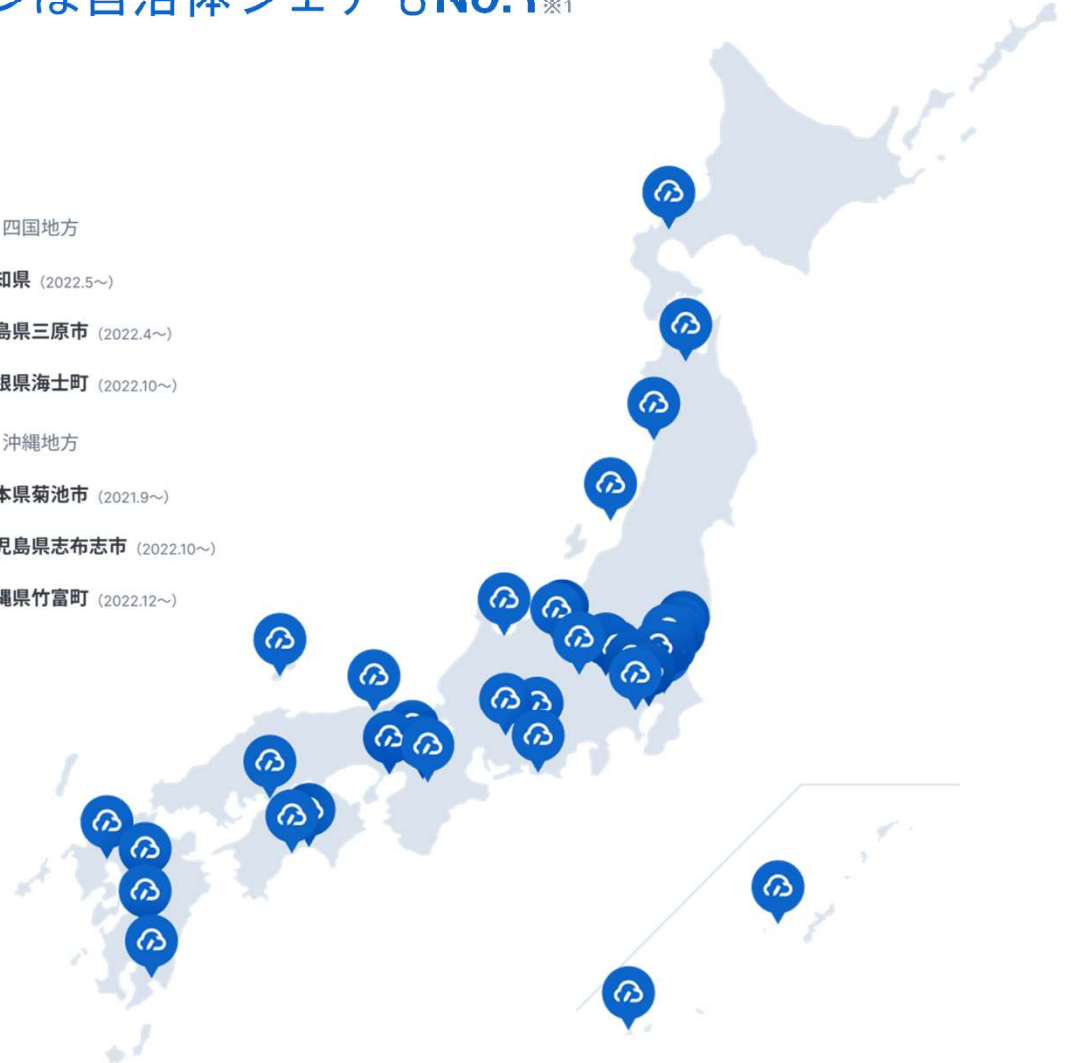 は自治体シェアもNo.1※1
四国地方
知県（2022.5〜）
島県三原市（2022.4〜）
根県海士町（2022.10〜）
沖縄地方
本県菊池市（2021.9〜）
児島県志布志市（2022.10〜）
縄県竹富町（2022.12〜）